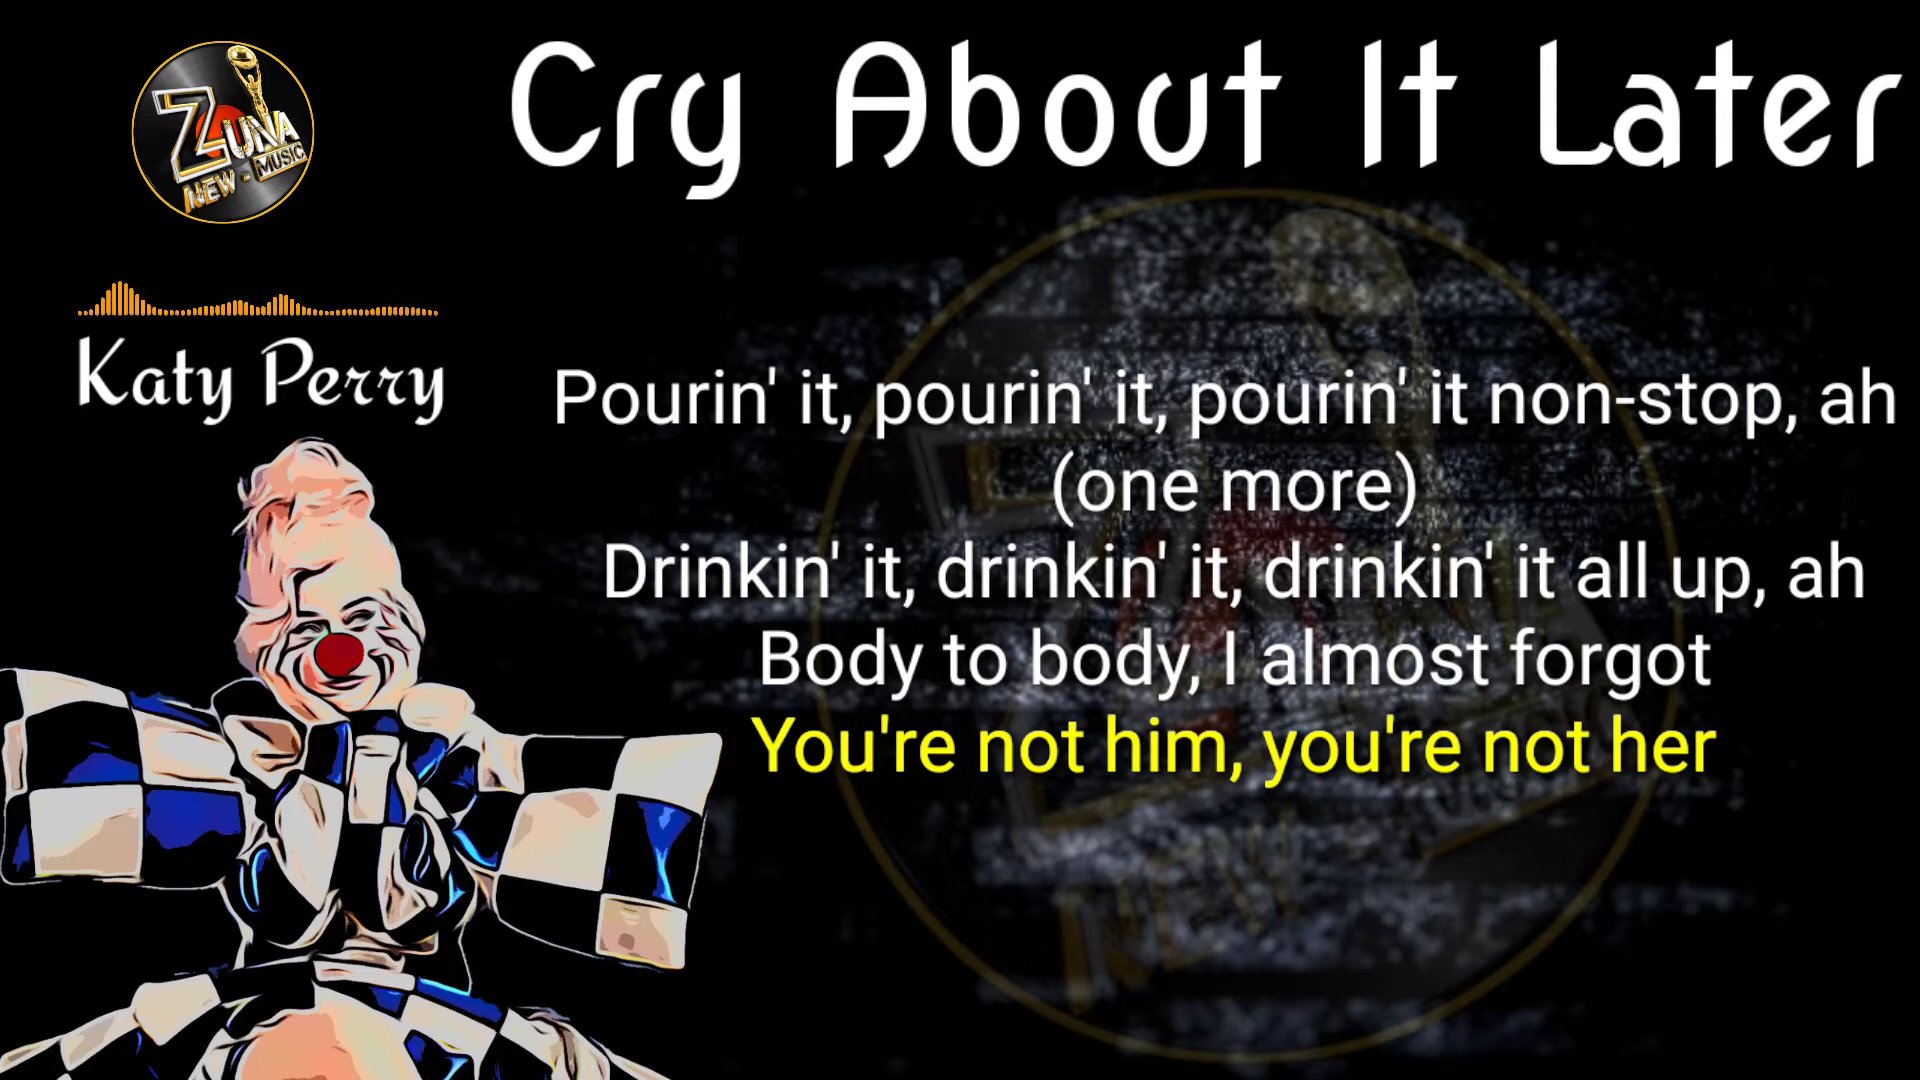 ZUNA
NEW - MUSIC
Cry About It Later
Katy Perry
Pourin' it, pourin' it, pourin' it non-stop, ah
(one more)
Drinkin' it, drinkin' it, drinkin' it all up, ah
Body to body, I almost forgot
You're not him, you're not her